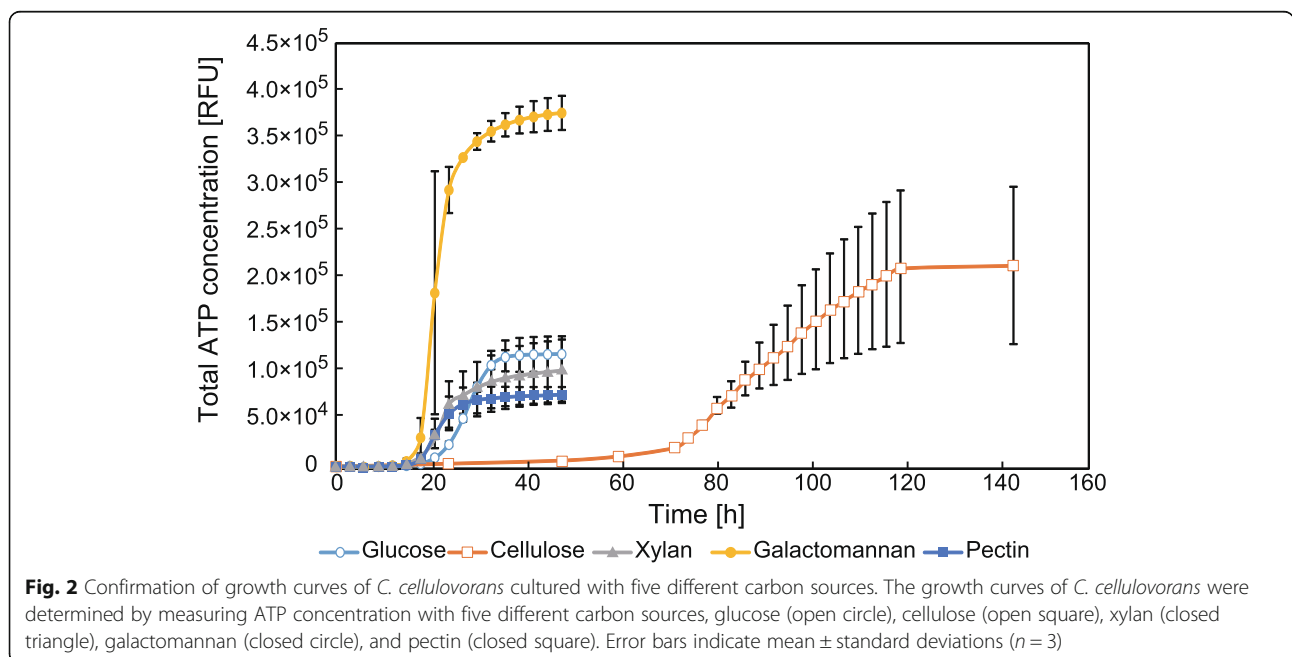 4.5×10⁵
4.0×10⁵
3.5×10⁵
3.0×10⁵
2.5×10⁵
2.0×10⁵
1.5×10⁵
1.0×10⁵
5.0×10⁴
0
Total ATP concentration [RFU]
0 20 40 60 80 100 120 140 160
Time [h]
Glucose Cellulose Xylan Galactomannan Pectin
Fig. 2 Confirmation of growth curves of C. cellulovorans cultured with five different carbon sources. The growth curves of C. cellulovorans were
determined by measuring ATP concentration with five different carbon sources, glucose (open circle), cellulose (open square), xylan (closed
triangle), galactomannan (closed circle), and pectin (closed square). Error bars indicate mean ± standard deviations (n = 3)